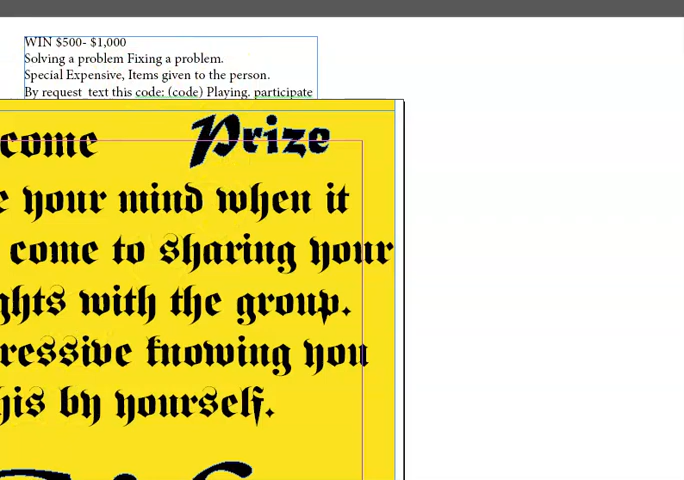 WIN $500- $1,000
Solving a problem Fixing a problem.
Special Expensive, Items given to the person.
By request text this code: (code) Playing. participate
come Prize
e your mind when it
come to sharing your
ghts with the group.
ressive knowing you
his by yourself.